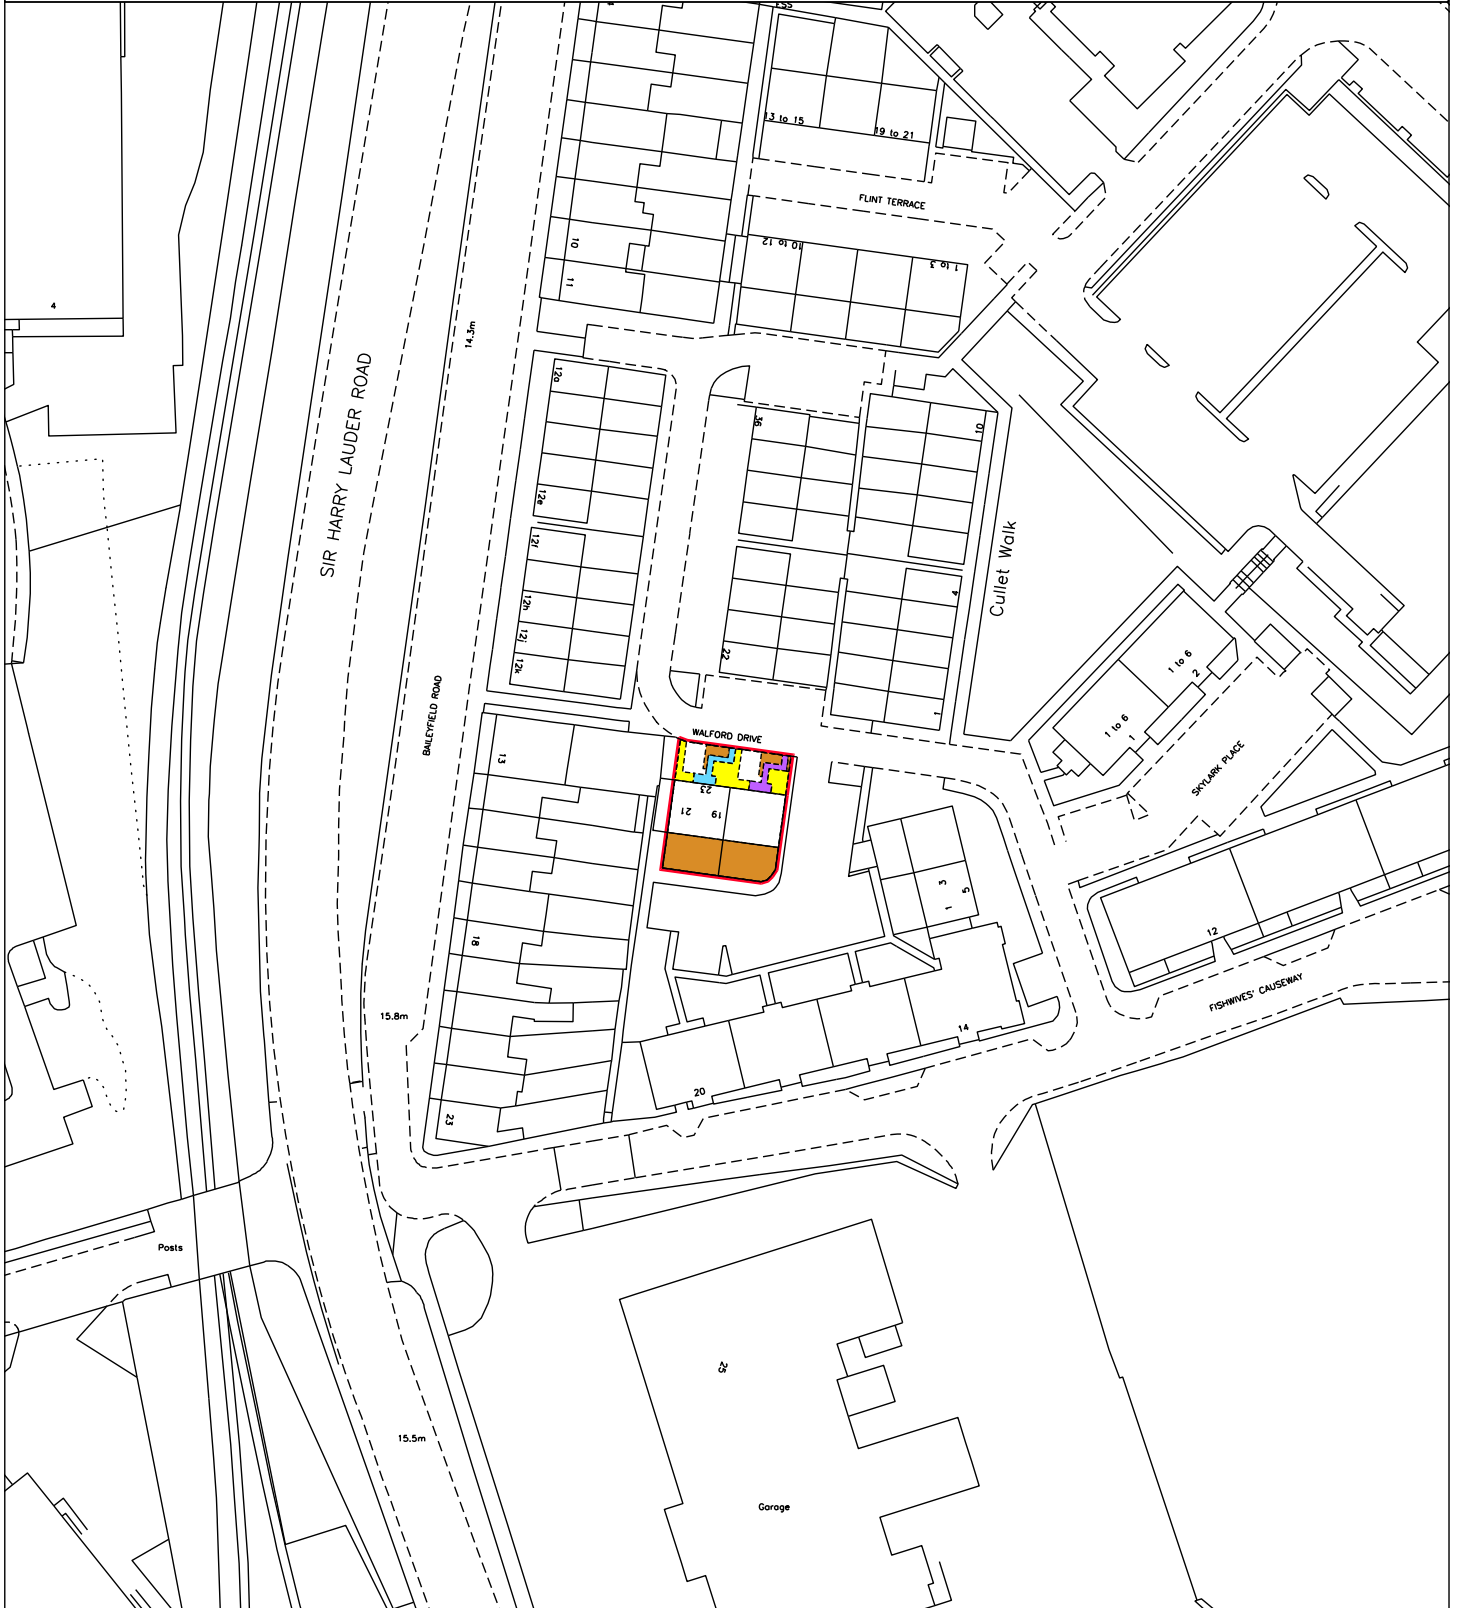 13 to 15
19 to 21
FLINT TERRACE
10 to 12
1 to 3
10
11
4
14.3m
SIR HARRY LAUDER ROAD
12a
36
10
12e
12f
Cullet Walk
4
12h
12j
12k
22
1 to 6
2
1 to 6
1
1
BAILEYFIELD ROAD
WALFORD DRIVE
13
SKYLARK PLACE
23
21
19
3
5
1
18
12
FISHWIVES' CAUSEWAY
15.8m
14
20
23
Posts
25
15.5m
Garage